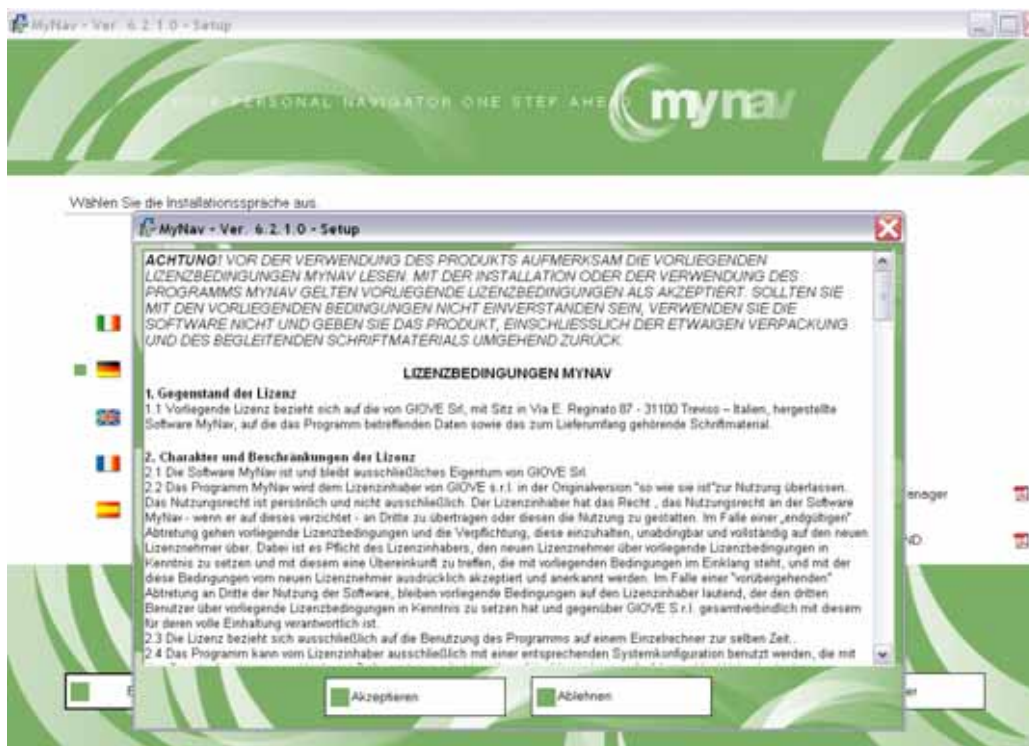 MyNav - Ver. 6.2.1.0 - Setup
PERSONAL NAVIGATOR ONE STEP AHEAD
mynav
Wählen Sie die Installationssprache aus.
MyNav - Ver. 6.2.1.0 - Setup
ACHTUNG! VOR DER VERWENDUNG DES PRODUKTS AUFMERKSAM DIE VORLIEGENDEN
LIZENZBEDINGUNGEN MYNAV LESEN. MIT DER INSTALLATION ODER DER VERWENDUNG DES
PROGRAMMS MYNAV GELTEN VORLIEGENDE LIZENZBEDINGUNGEN ALS AKZEPTIERT. SOLLTEN SIE
MIT DEN VORLIEGENDEN BEDINGUNGEN NICHT EINVERSTANDEN SEIN, VERWENDEN SIE DIE
SOFTWARE NICHT UND GEBEN SIE DAS PRODUKT, EINSCHLIESSLICH DER ETWAIGEN VERPACKUNG
UND DES BEGLEITENDEN SCHRIFTMATERIALS UMGEHEND ZURÜCK.
LIZENZBEDINGUNGEN MYNAV
1. Gegenstand der Lizenz
1.1 Vorliegende Lizenz bezieht sich auf die von GIOVE Srl, mit Sitz in Via E. Reginato 87 - 31100 Treviso – Italien, hergestellte
Software MyNav, auf die das Programm betreffenden Daten sowie das zum Lieferumfang gehörende Schriftmaterial.
2. Charakter und Beschränkungen der Lizenz
2.1 Die Software MyNav ist und bleibt ausschließliches Eigentum von GIOVE Srl
2.2 Das Programm MyNav wird dem Lizenzinhaber von GIOVE s.r.l. in der Originalversion "so wie sie ist"zur Nutzung überlassen.
Das Nutzungsrecht ist persönlich und nicht ausschließlich. Der Lizenzinhaber hat das Recht , das Nutzungsrecht an der Software
MyNav - wenn er auf dieses verzichtet - an Dritte zu übertragen oder diesen die Nutzung zu gestatten. Im Falle einer „endgültigen"
Abtretung gehen vorliegende Lizenzbedingungen und die Verpflichtung, diese einzuhalten, unabdingbar und vollständig auf den neuen
Lizenznehmer über. Dabei ist es Pflicht des Lizenzinhabers, den neuen Lizenznehmer über vorliegende Lizenzbedingungen in
Kenntnis zu setzen und mit diesem eine Übereinkunft zu treffen, die mit vorliegenden Bedingungen im Einklang steht, und mit der
diese Bedingungen vom neuen Lizenznehmer ausdrücklich akzeptiert und anerkannt werden. Im Falle einer "vorübergehenden"
Abtretung an Dritte der Nutzung der Software, bleiben vorliegende Bedingungen auf den Lizenzinhaber lautend, der den dritten
Benutzer über vorliegende Lizenzbedingungen in Kenntnis zu setzen hat und gegenüber GIOVE S.r.l. gesamtverbindlich mit diesem
für deren volle Einhaltung verantwortlich ist.
2.3 Die Lizenz bezieht sich ausschließlich auf die Benutzung des Programms auf einem Einzelrechner zur selben Zeit.
2.4 Das Programm kann vom Lizenzinhaber ausschließlich mit einer entsprechenden Systemkonfiguration benutzt werden, die mit
Akzeptieren
Ablehnen